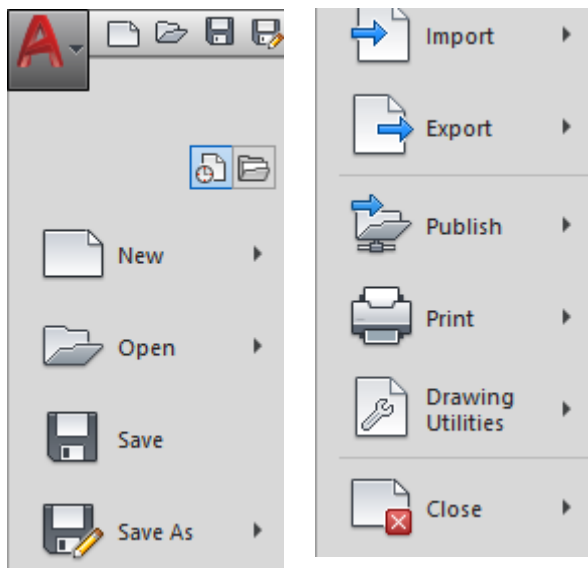 New
Open
Save
Save As
Import
Export
Publish
Print
Drawing
Utilities
Close